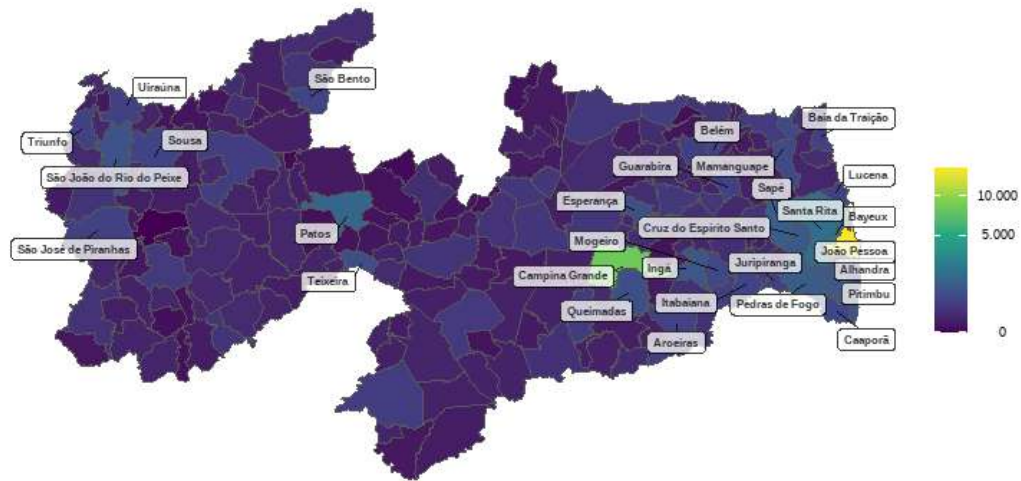 São Bento
Uiraúna
Baia da Traição
Belém
Triunfo
Sousa
Guarabira
Mamanguape
São João do Rio do Peixe
Lucena
Sapé
Esperança
Santa Rita
Bayeux
Cruz do Espírito Santo
Patos
Mogeiro
São José de Piranhas
João Pessoa
Juripiranga
Ingá
Alhandra
Campina Grande
Teixeira
Pitimbu
Itabaiana
Pedras de Fogo
Queimadas
Caaporã
Aroeiras
10.000
5.000
0